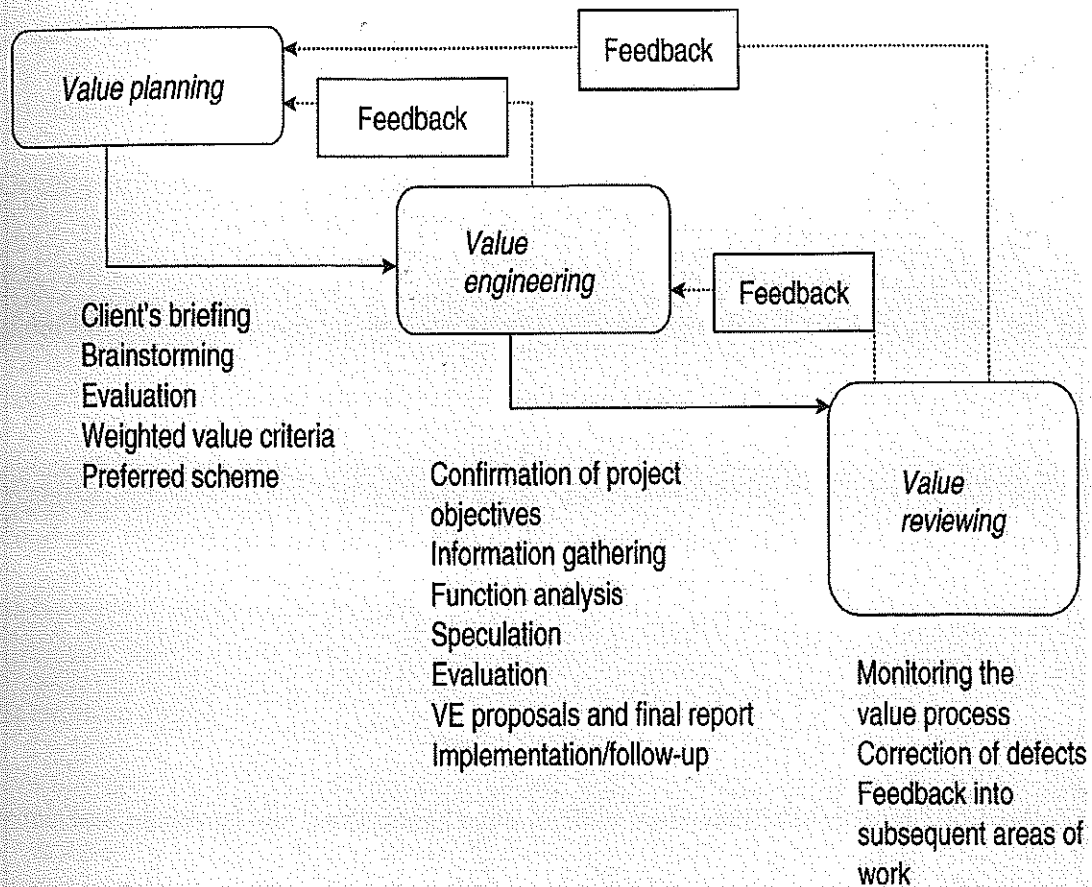 Feedback
Value planning
Feedback
Value
engineering
Feedback
Client's briefing
Brainstorming
Evaluation
Weighted value criteria
Preferred scheme
Confirmation of project
objectives
Information gathering
Function analysis
Speculation
Evaluation
VE proposals and final report
Implementation/follow-up
Value
reviewing
Monitoring the
value process
Correction of defects
Feedback into
subsequent areas of
work